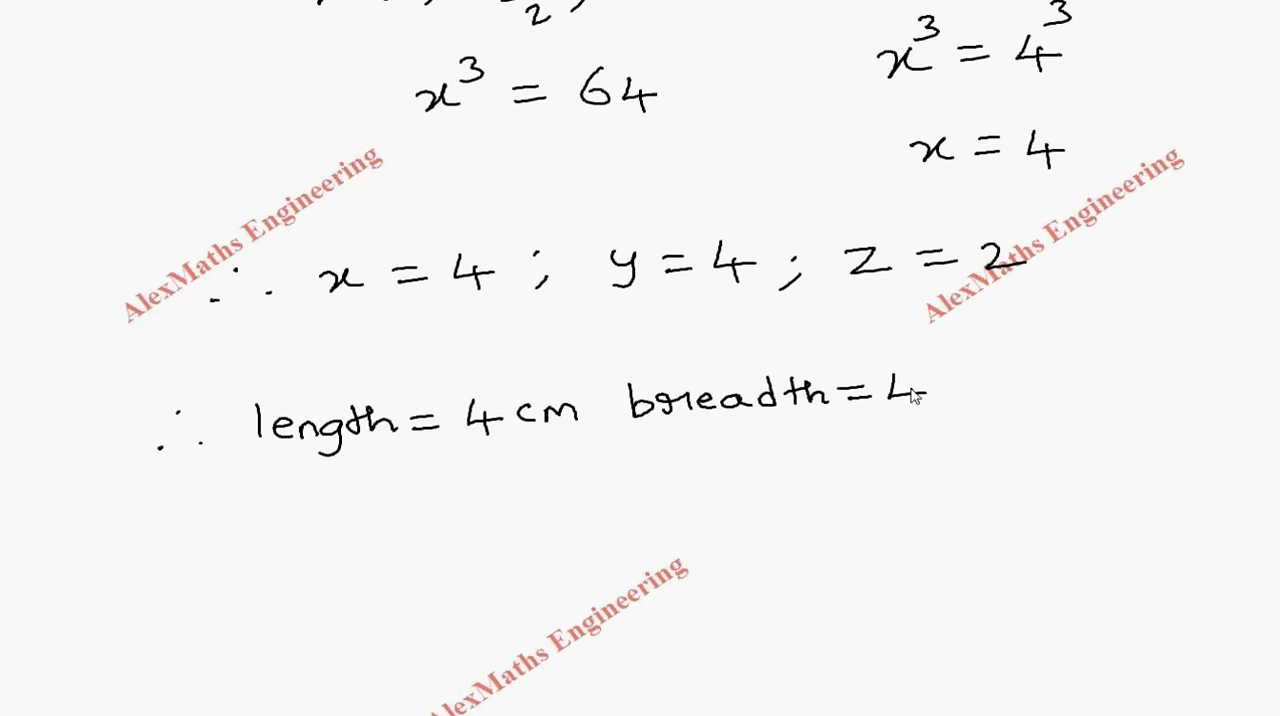 2
x³ = 64
x³ = 4³
x = 4
∴ x = 4 ; y = 4 ; z = 2
∴ length = 4 cm breadth = 4
AlexMaths Engineering
AlexMaths Engineering
AlexMaths Engineering